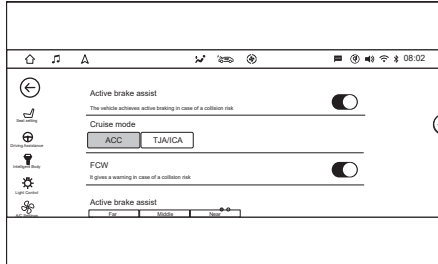 08:02
Active brake assist
The vehicle achieves active braking in case of a collision risk
Seat setting
Cruise mode
ACC TJA/ICA
Driving Assistance
FCW
Intelligent Body
It gives a warning in case of a collision risk
Light Control
Active brake assist
Far Middle Near